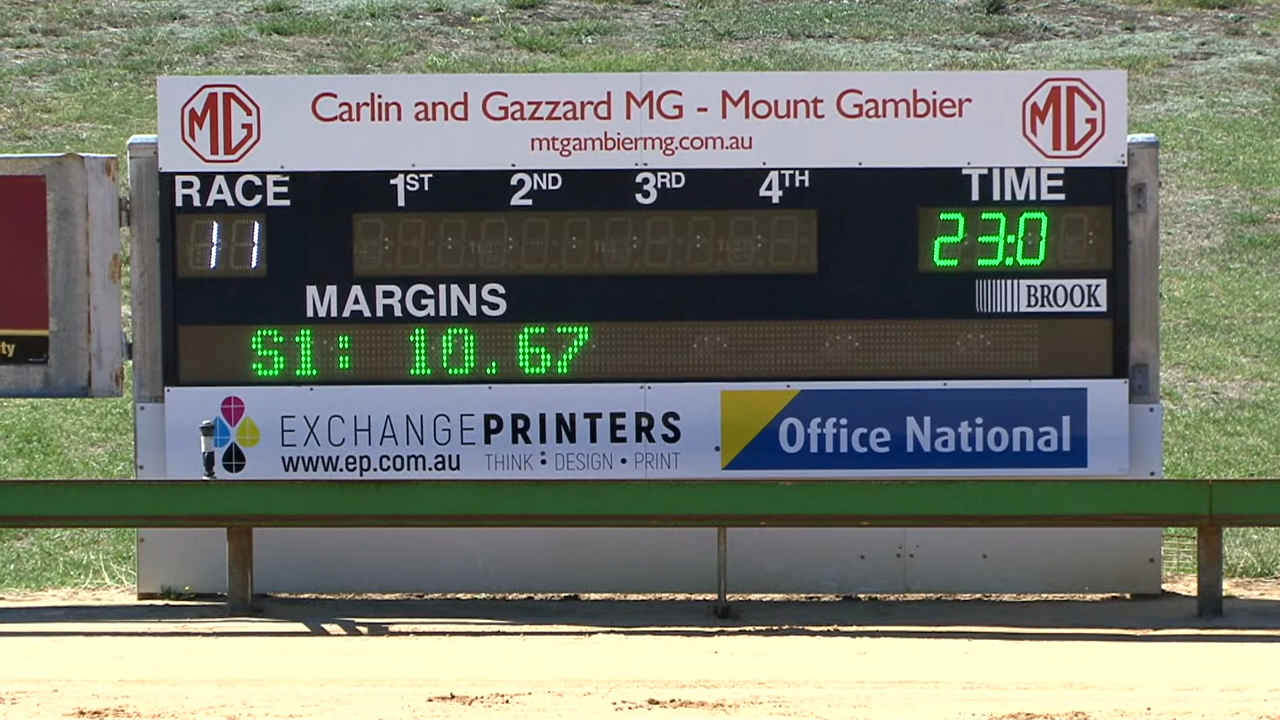 MG Carlin and Gazzard MG - Mount Gambier MG
mtgambiermg.com.au
RACE 1ST 2ND 3RD 4TH TIME
11 23:0
MARGINS BROOK
S1: 10.67
ty
EXCHANGEPRINTERS Office National
www.ep.com.au THINK • DESIGN • PRINT